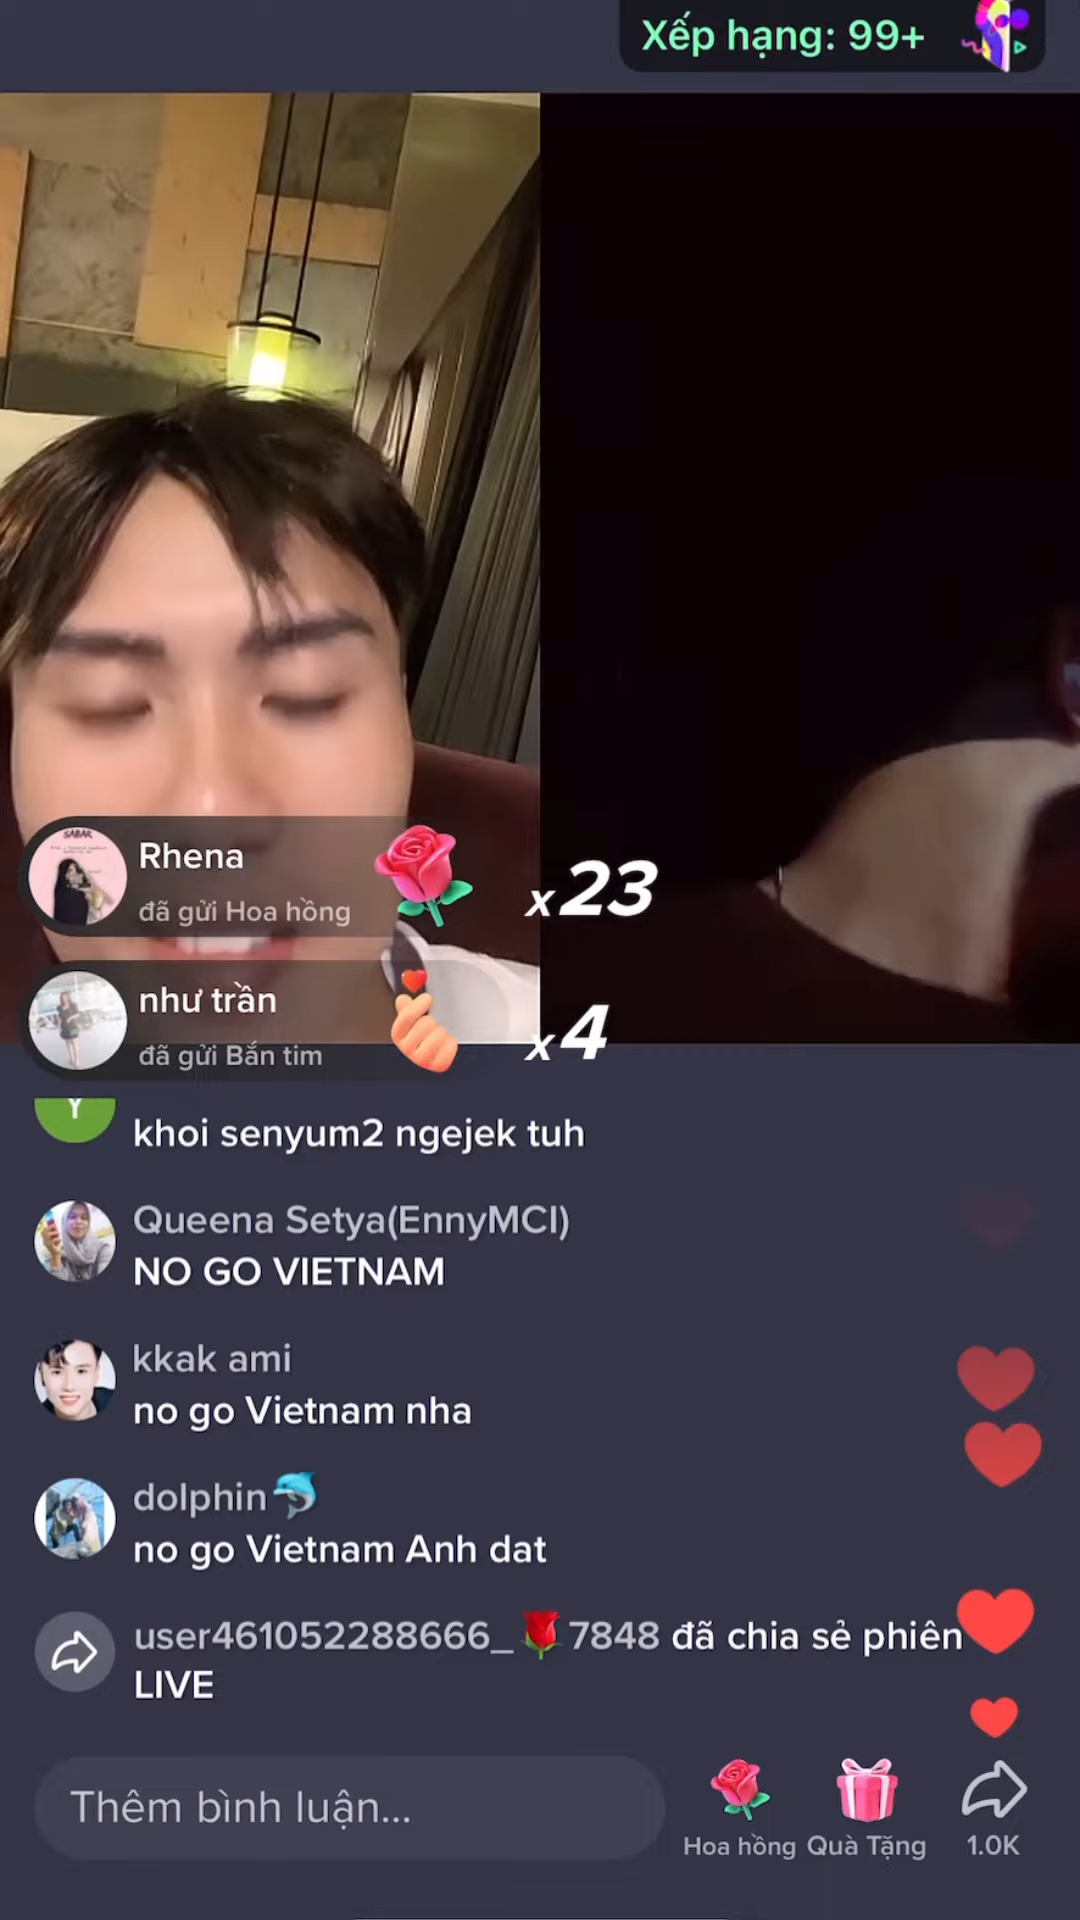 Xếp hạng: 99+
SABAR
Rhena
đã gửi Hoa hồng
x23
như trần
đã gửi Bắn tim
x4
Y
khoi senyum2 ngejek tuh
Queena Setya(EnnyMCI)
NO GO VIETNAM
kkak ami
no go Vietnam nha
dolphin🐬
no go Vietnam Anh dat
user461052288666_🌹7848 đã chia sẻ phiên
LIVE
Thêm bình luận...
Hoa hồng
Quà Tặng
1.0K